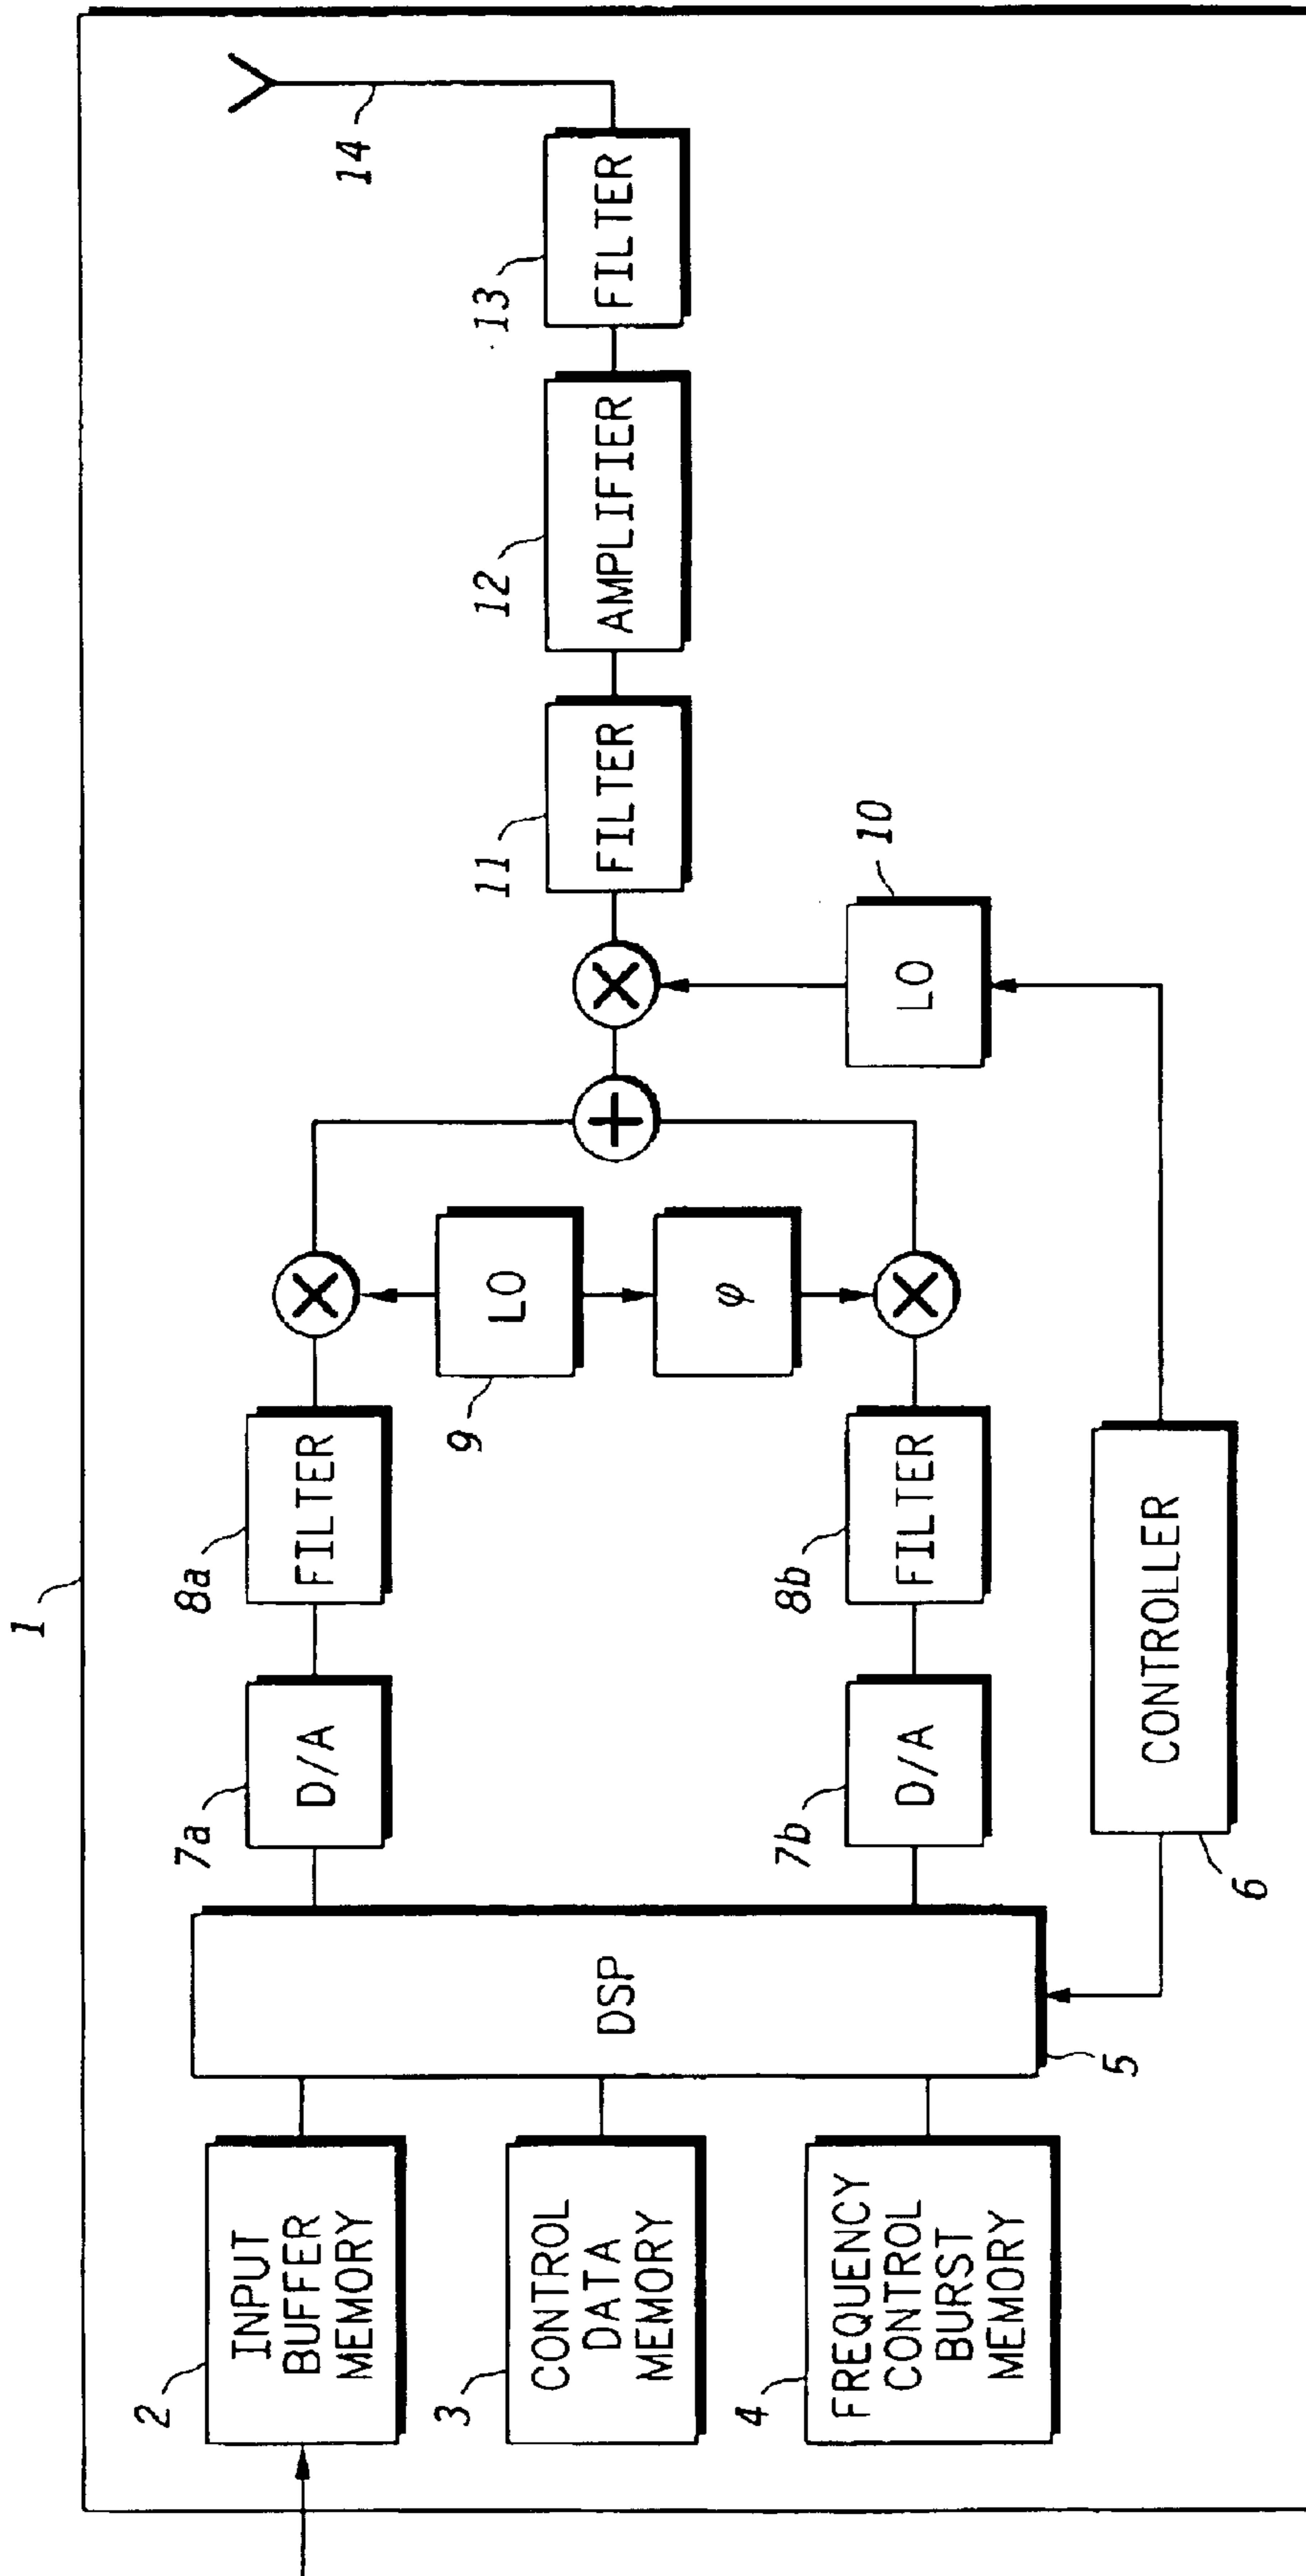 1
2
INPUT
BUFFER
MEMORY
3
CONTROL
DATA
MEMORY
4
FREQUENCY
CONTROL
BURST
MEMORY
DSP
5
7a
D/A
7b
D/A
8a
FILTER
8b
FILTER
CONTROLLER
6
9
LO
φ
LO
10
11
FILTER
12
AMPLIFIER
13
FILTER
14